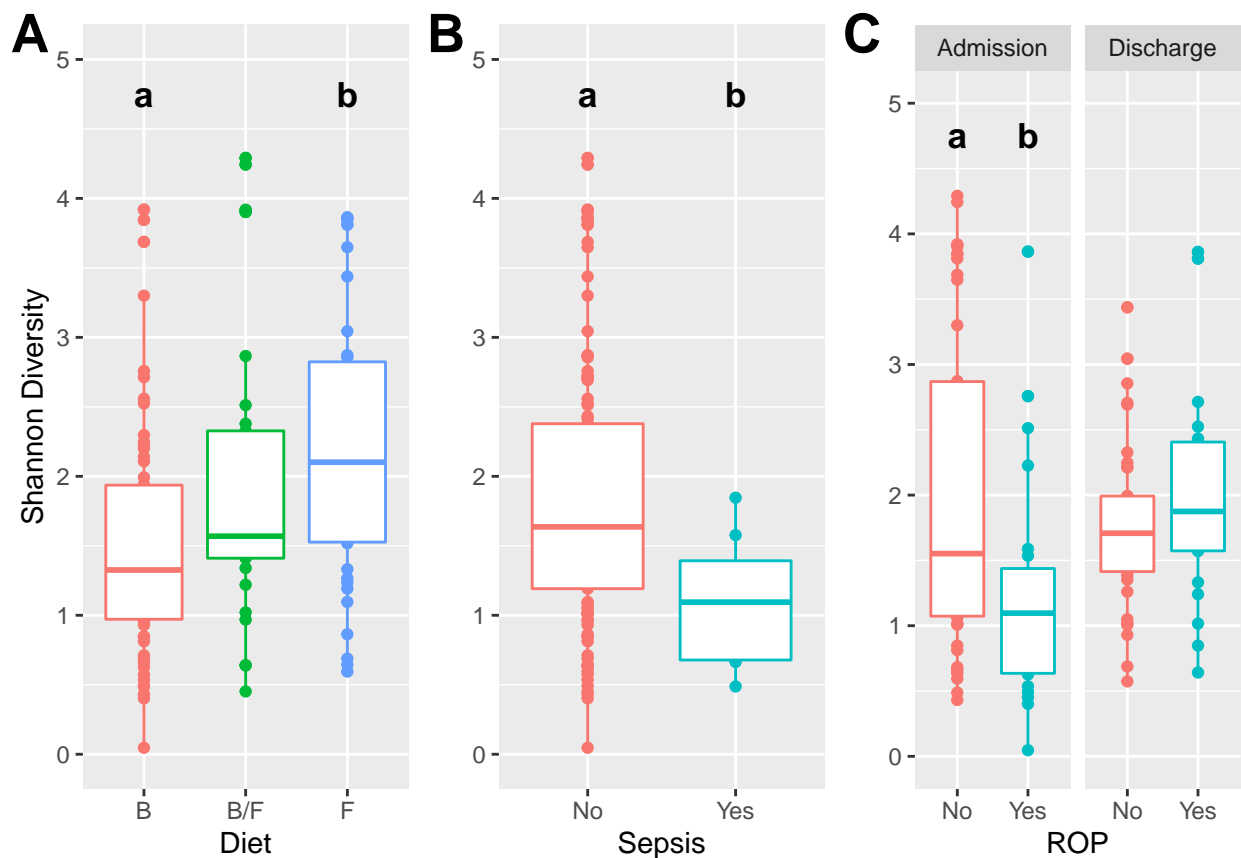 A
B
C
Admission
Discharge
a
b
a
b
a
b
Shannon Diversity
5
4
3
2
1
0
5
4
3
2
1
0
5
4
3
2
1
0
B
B/F
F
No
Yes
No
Yes
No
Yes
Diet
Sepsis
ROP